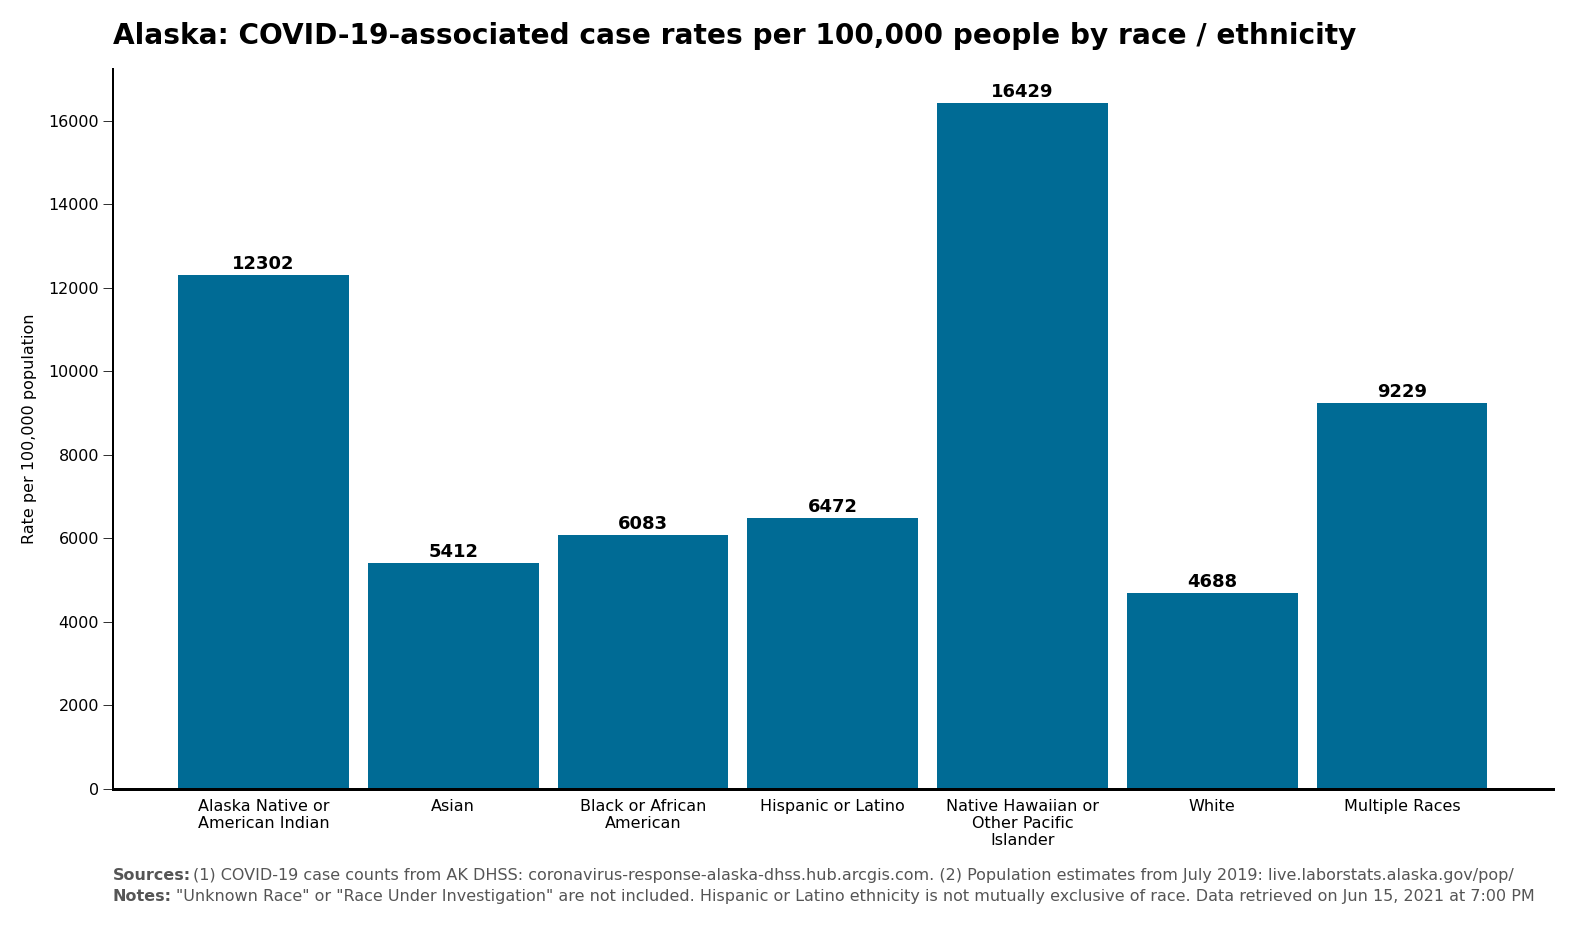 Alaska: COVID-19-associated case rates per 100,000 people by race / ethnicity
Rate per 100,000 population
16000
14000
12000
10000
8000
6000
4000
2000
0
12302
5412
6083
6472
16429
4688
9229
Alaska Native or
American Indian
Asian
Black or African
American
Hispanic or Latino
Native Hawaiian or
Other Pacific
Islander
White
Multiple Races
Sources: (1) COVID-19 case counts from AK DHSS: coronavirus-response-alaska-dhss.hub.arcgis.com. (2) Population estimates from July 2019: live.laborstats.alaska.gov/pop/
Notes: "Unknown Race" or "Race Under Investigation" are not included. Hispanic or Latino ethnicity is not mutually exclusive of race. Data retrieved on Jun 15, 2021 at 7:00 PM